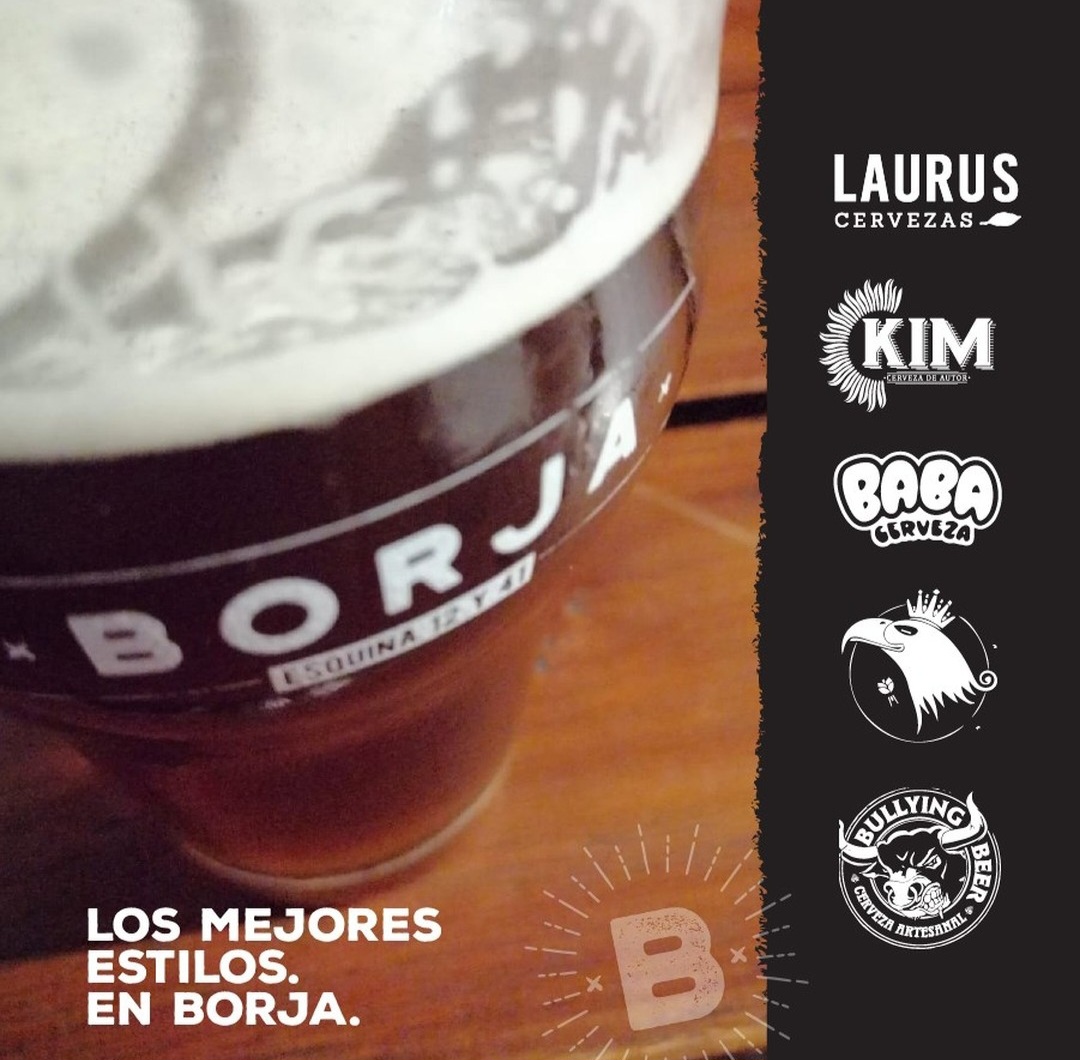 BORJA
ESQUINA 12 Y 41
LOS MEJORES
ESTILOS.
EN BORJA.
B
LAURUS
CERVEZAS
KIM
CERVEZA DE AUTOR
BABA
CERVEZA
BULLYING BEER
CERVEZA ARTESANAL